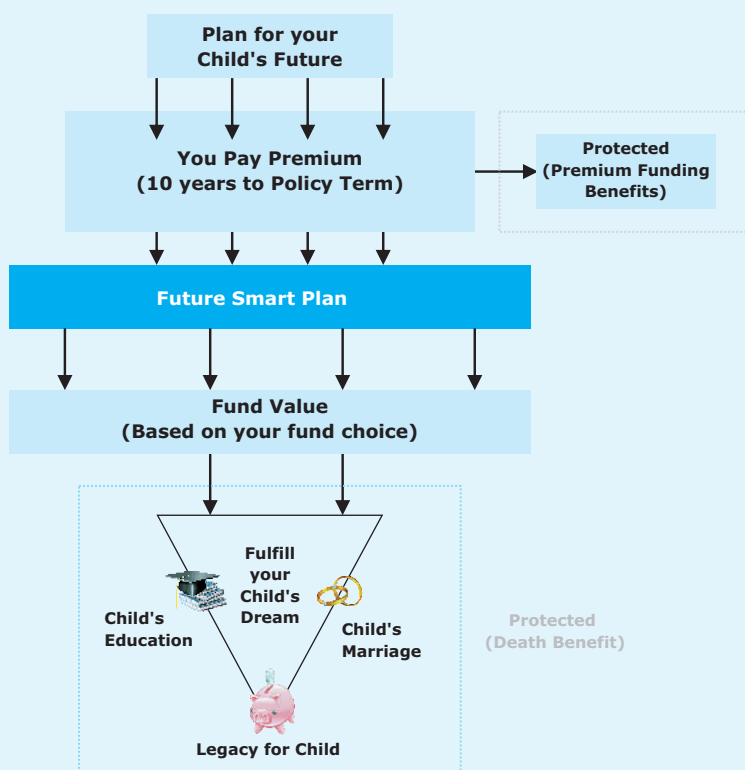 Plan for your
Child's Future
You Pay Premium
(10 years to Policy Term)
Protected
(Premium Funding
Benefits)
Future Smart Plan
Fund Value
(Based on your fund choice)
Fulfill
your
Child's
Dream
Child's
Education
Child's
Marriage
Protected
(Death Benefit)
Legacy for Child